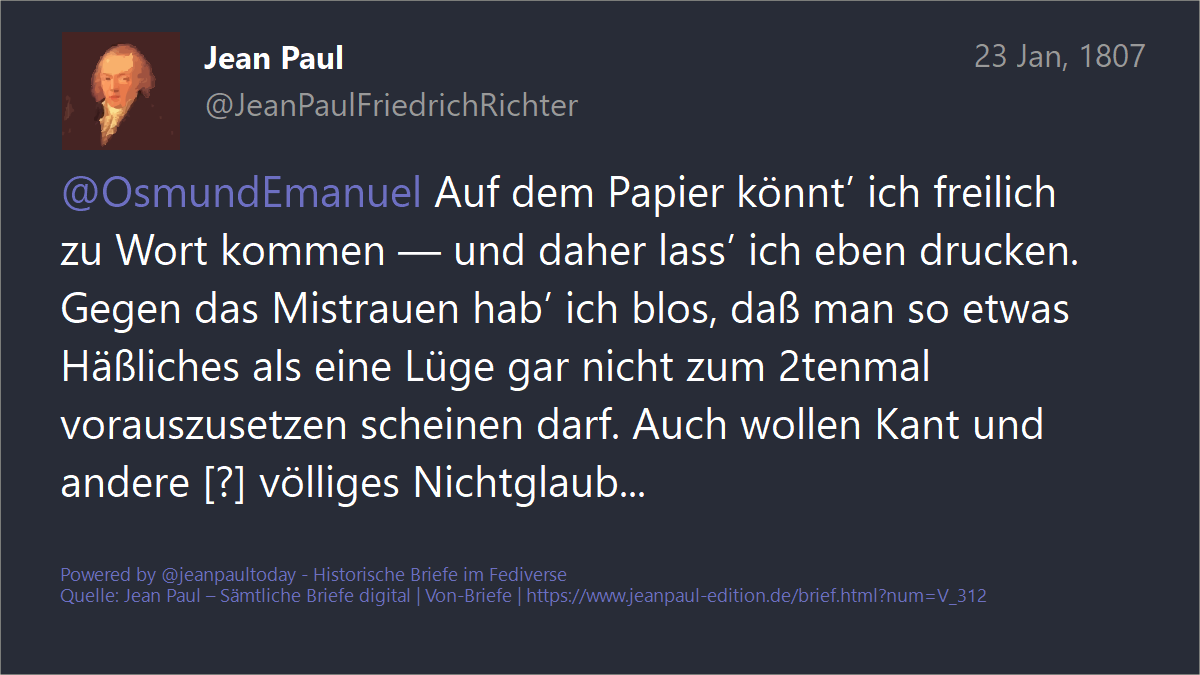 Jean Paul
23 Jan, 1807
@JeanPaulFriedrichRichter
@OsmundEmanuel Auf dem Papier könnt’ ich freilich
zu Wort kommen — und daher lass’ ich eben drucken.
Gegen das Mistrauen hab’ ich blos, daß man so etwas
Häßliches als eine Lüge gar nicht zum 2tenmal
vorauszusetzen scheinen darf. Auch wollen Kant und
andere [?] völliges Nichtglaub...
Powered by @jeanpaultoday - Historische Briefe im Fediverse
Quelle: Jean Paul – Sämtliche Briefe digital | Von-Briefe | https://www.jeanpaul-edition.de/brief.html?num=V_312